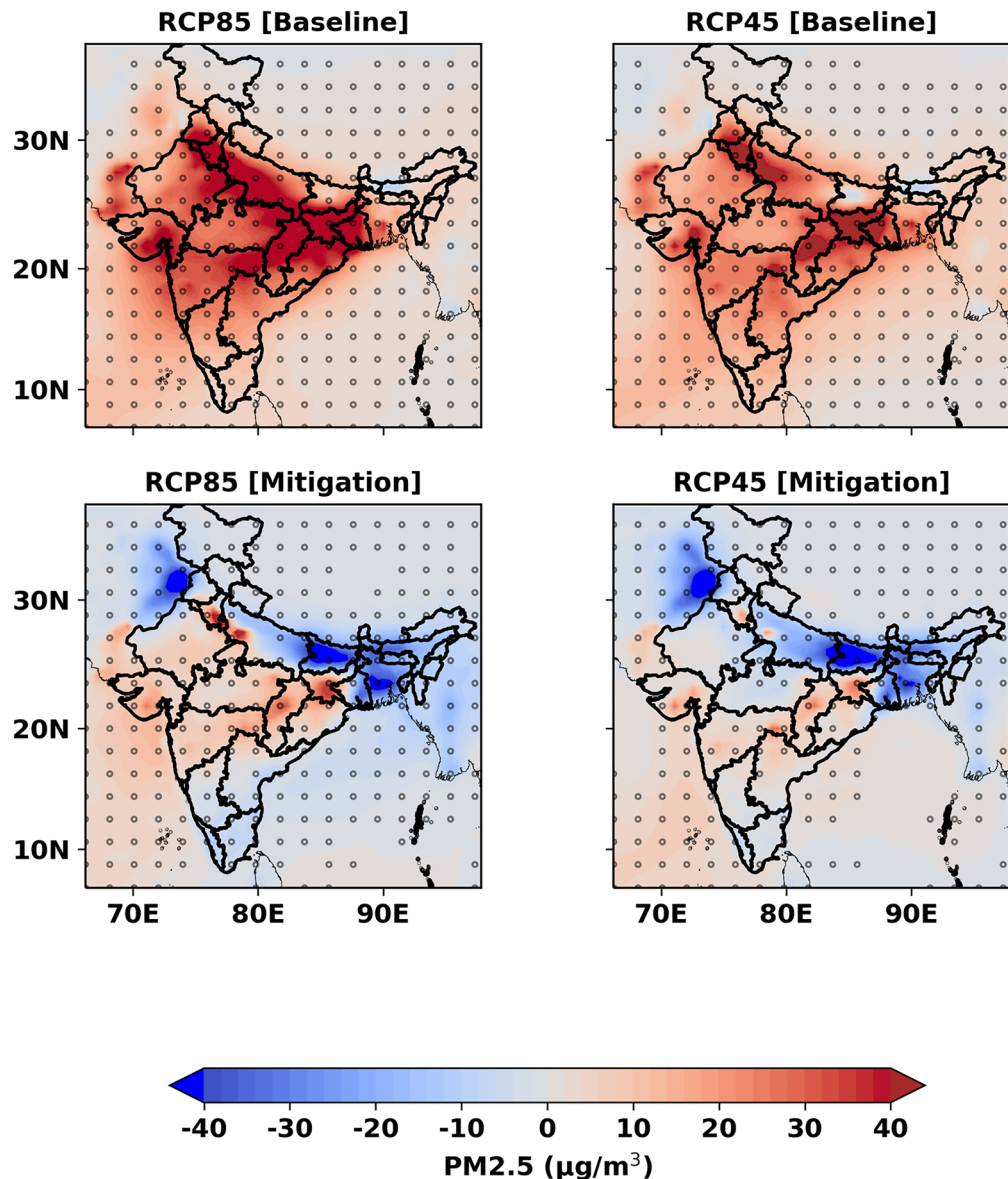 RCP85 [Baseline]
RCP45 [Baseline]
30N
20N
10N
RCP85 [Mitigation]
RCP45 [Mitigation]
30N
20N
10N
70E 80E 90E
70E 80E 90E
-40 -30 -20 -10 0 10 20 30 40
PM2.5 (µg/m³)